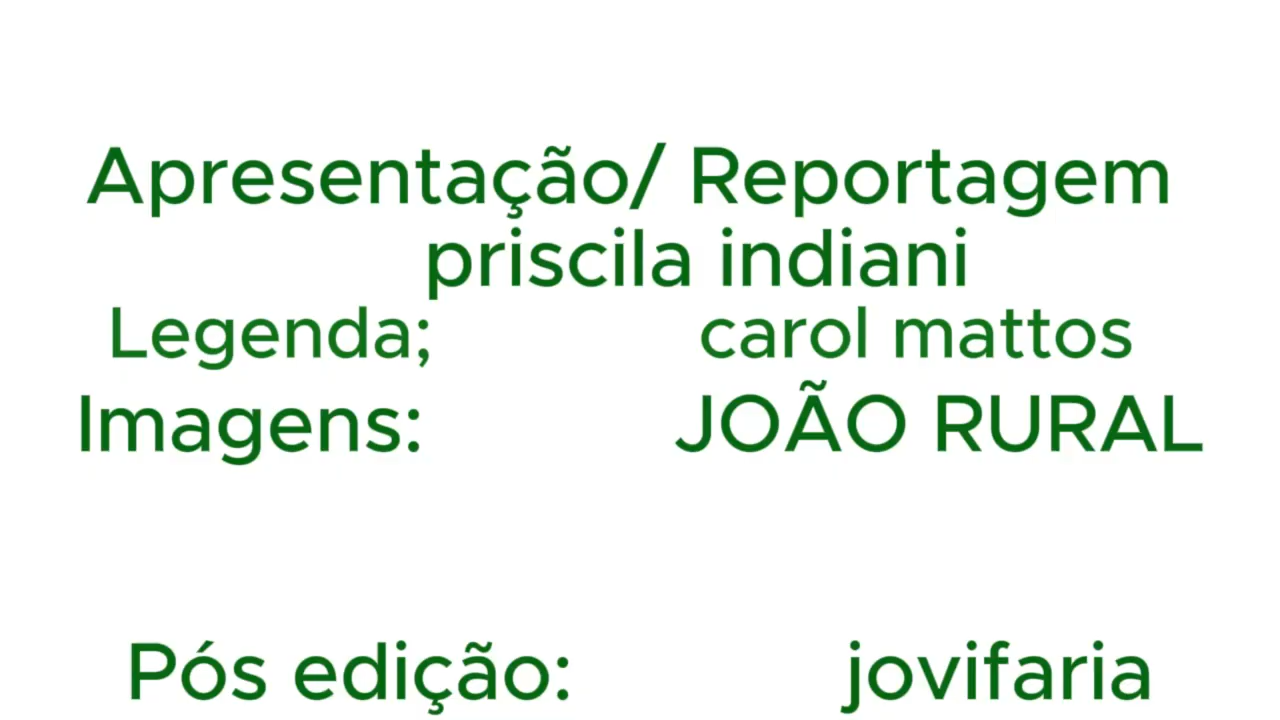 Apresentação/ Reportagem
priscila indiani
Legenda; carol mattos
Imagens: JOÃO RURAL
Pós edição: jovifaria